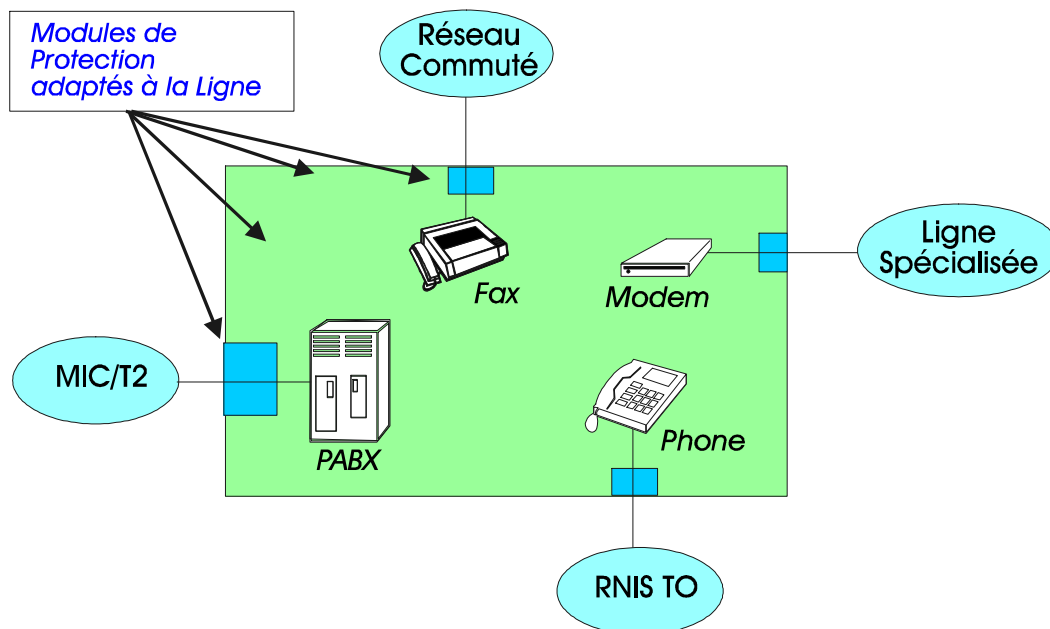 Modules de
Protection
adaptés à la Ligne
Réseau
Commuté
Ligne
Spécialisée
Fax
Modem
MIC/T2
PABX
Phone
RNIS TO